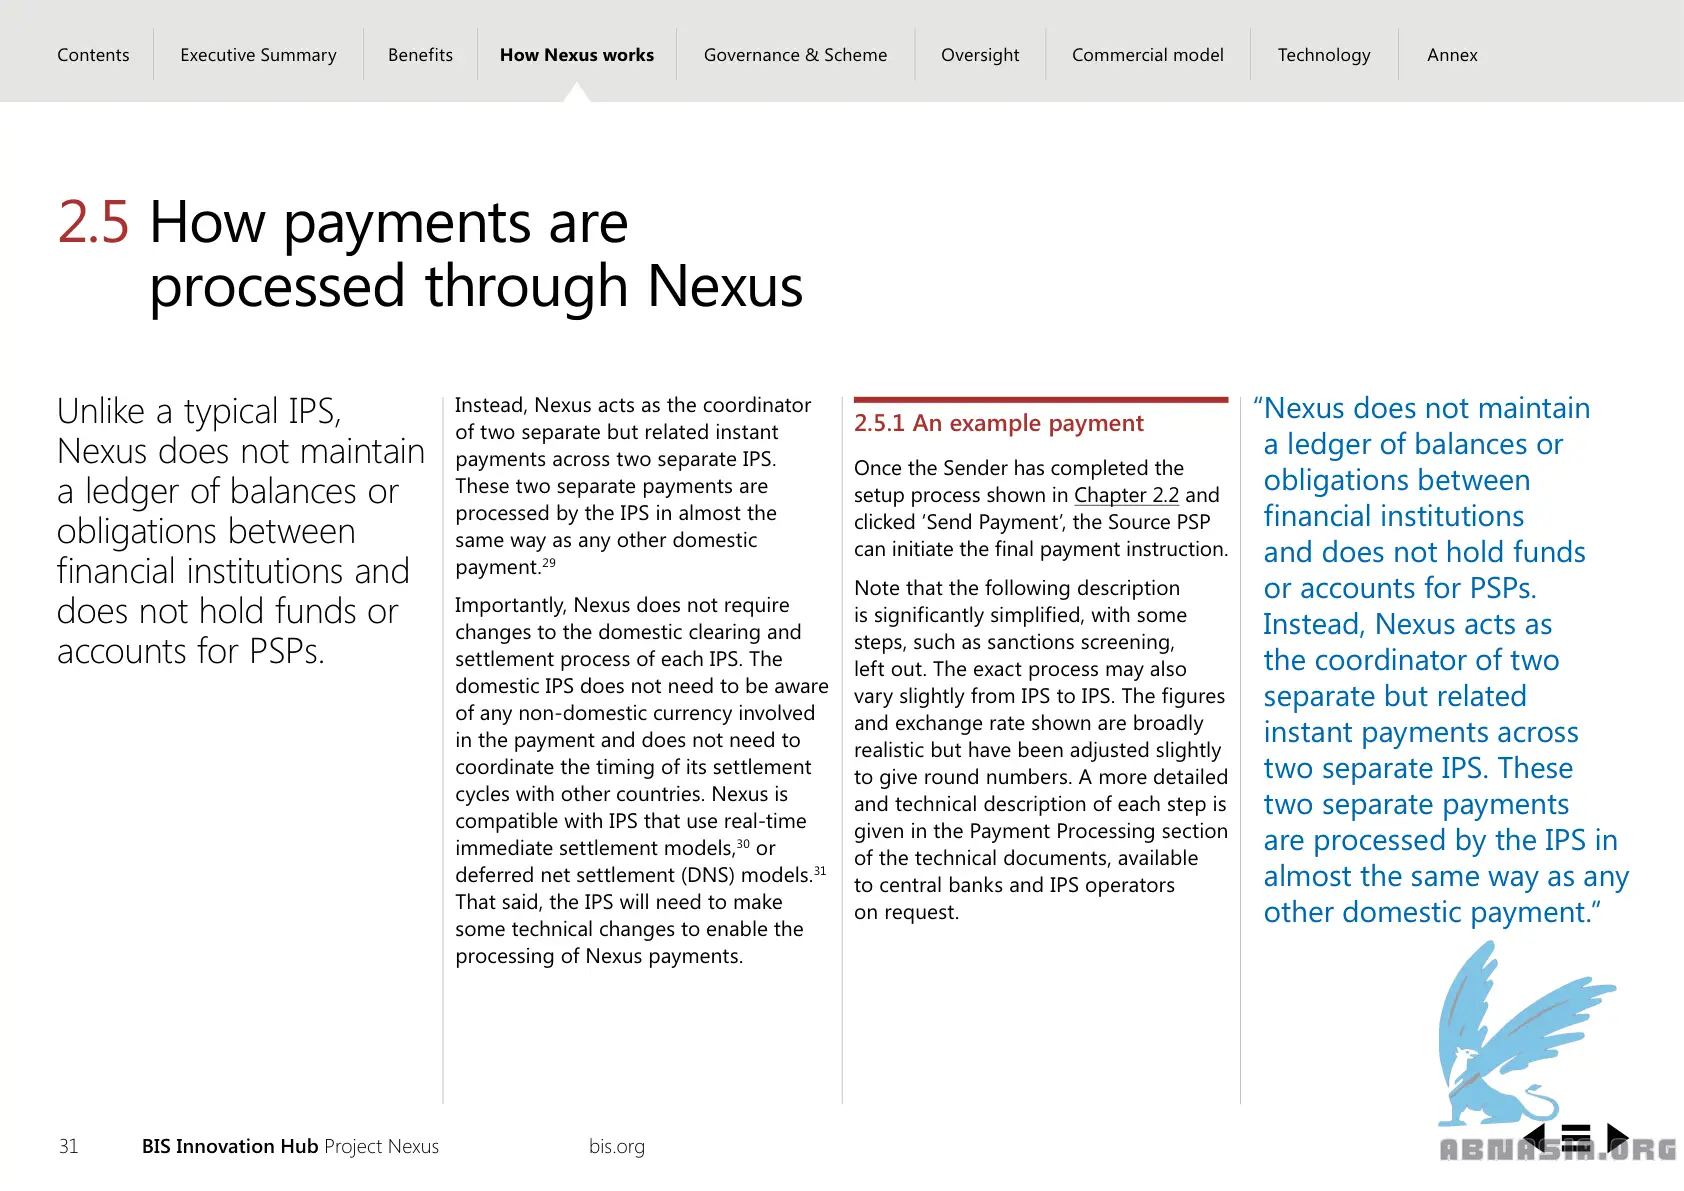 Contents
Executive Summary
Benefits
How Nexus works
Governance & Scheme
Oversight
Commercial model
Technology
Annex
2.5 How payments are
processed through Nexus
Unlike a typical IPS,
Nexus does not maintain
a ledger of balances or
obligations between
financial institutions and
does not hold funds or
accounts for PSPs.
Instead, Nexus acts as the coordinator
of two separate but related instant
payments across two separate IPS.
These two separate payments are
processed by the IPS in almost the
same way as any other domestic
payment.29
Importantly, Nexus does not require
changes to the domestic clearing and
settlement process of each IPS. The
domestic IPS does not need to be aware
of any non-domestic currency involved
in the payment and does not need to
coordinate the timing of its settlement
cycles with other countries. Nexus is
compatible with IPS that use real-time
immediate settlement models,30 or
deferred net settlement (DNS) models.31
That said, the IPS will need to make
some technical changes to enable the
processing of Nexus payments.
2.5.1 An example payment
Once the Sender has completed the
setup process shown in Chapter 2.2 and
clicked ‘Send Payment’, the Source PSP
can initiate the final payment instruction.
Note that the following description
is significantly simplified, with some
steps, such as sanctions screening,
left out. The exact process may also
vary slightly from IPS to IPS. The figures
and exchange rate shown are broadly
realistic but have been adjusted slightly
to give round numbers. A more detailed
and technical description of each step is
given in the Payment Processing section
of the technical documents, available
to central banks and IPS operators
on request.
“Nexus does not maintain
a ledger of balances or
obligations between
financial institutions
and does not hold funds
or accounts for PSPs.
Instead, Nexus acts as
the coordinator of two
separate but related
instant payments across
two separate IPS. These
two separate payments
are processed by the IPS in
almost the same way as any
other domestic payment.“
31
BIS Innovation Hub Project Nexus
bis.org
ABNASIA.ORG